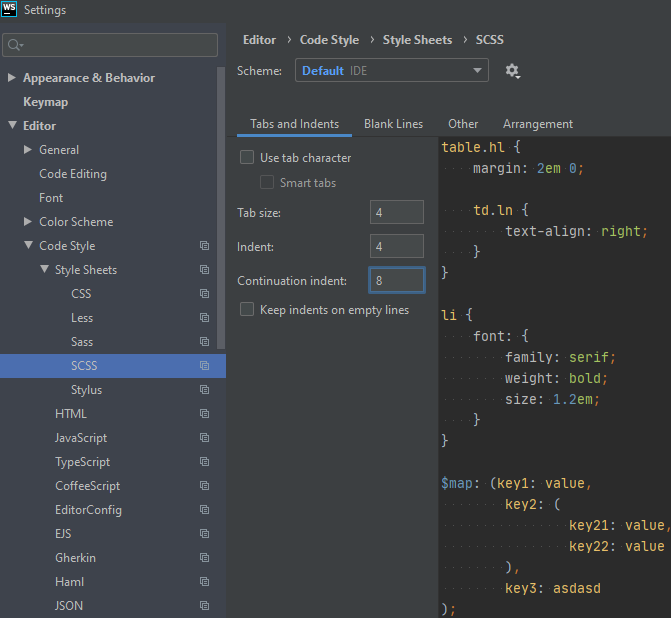 WS
Settings
Appearance & Behavior
Keymap
Editor
General
Code Editing
Font
Color Scheme
Code Style
Style Sheets
CSS
Less
Sass
SCSS
Stylus
HTML
JavaScript
TypeScript
CoffeeScript
EditorConfig
EJS
Gherkin
Haml
JSON
Editor › Code Style › Style Sheets › SCSS
Scheme: Default IDE
Tabs and Indents Blank Lines Other Arrangement
Use tab character
Smart tabs
Tab size: 4
Indent: 4
Continuation indent: 8
Keep indents on empty lines
table.hl {
    margin: 2em 0;
    td.ln {
        text-align: right;
    }
}
li {
    font: {
        family: serif;
        weight: bold;
        size: 1.2em;
    }
}
$map: (key1: value,
        key2: (
                key21: value,
                key22: value
        ),
        key3: asdasd
);